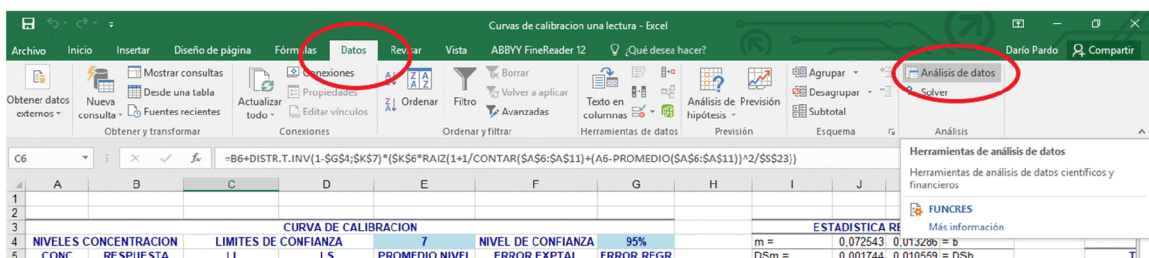 Curvas de calibracion una lectura - Excel
Archivo Inicio Insertar Diseño de página Fórmulas Datos Revisar Vista ABBYY FineReader 12 ¿Qué desea hacer? Darío Pardo Compartir
Obtener datos externos
Nueva consulta
Mostrar consultas
Desde una tabla
Fuentes recientes
Obtener y transformar
Actualizar todo
Conexiones
Propiedades
Editar vínculos
Conexiones
Ordenar
Filtro
Borrar
Volver a aplicar
Avanzadas
Ordenar y filtrar
Texto en columnas
Herramientas de datos
Análisis de hipótesis
Previsión
Previsión
Agrupar
Desagrupar
Subtotal
Esquema
Análisis de datos
Solver
Análisis
C6 fx =B6+DISTR.T.INV(1-$G$4;$K$7)*($K$6*RAIZ(1+1/CONTAR($A$6:$A$11)+(A6-PROMEDIO($A$6:$A$11))^2/$S$23))
Herramientas de análisis de datos
Herramientas de análisis de datos científicos y
financieros
FUNCRES
Más información
A B C D E F G H I J
1
2
3 CURVA DE CALIBRACION ESTADISTICA RE
4 NIVELES CONCENTRACION LIMITES DE CONFIANZA 7 NIVEL DE CONFIANZA 95% m = 0,072543 0,013286 = b
5 CONC. RESPUESTA LI LS PROMEDIO NIVEL ERROR EXPTAL ERROR REGR DSm = 0,001744 0,010559 = DSb